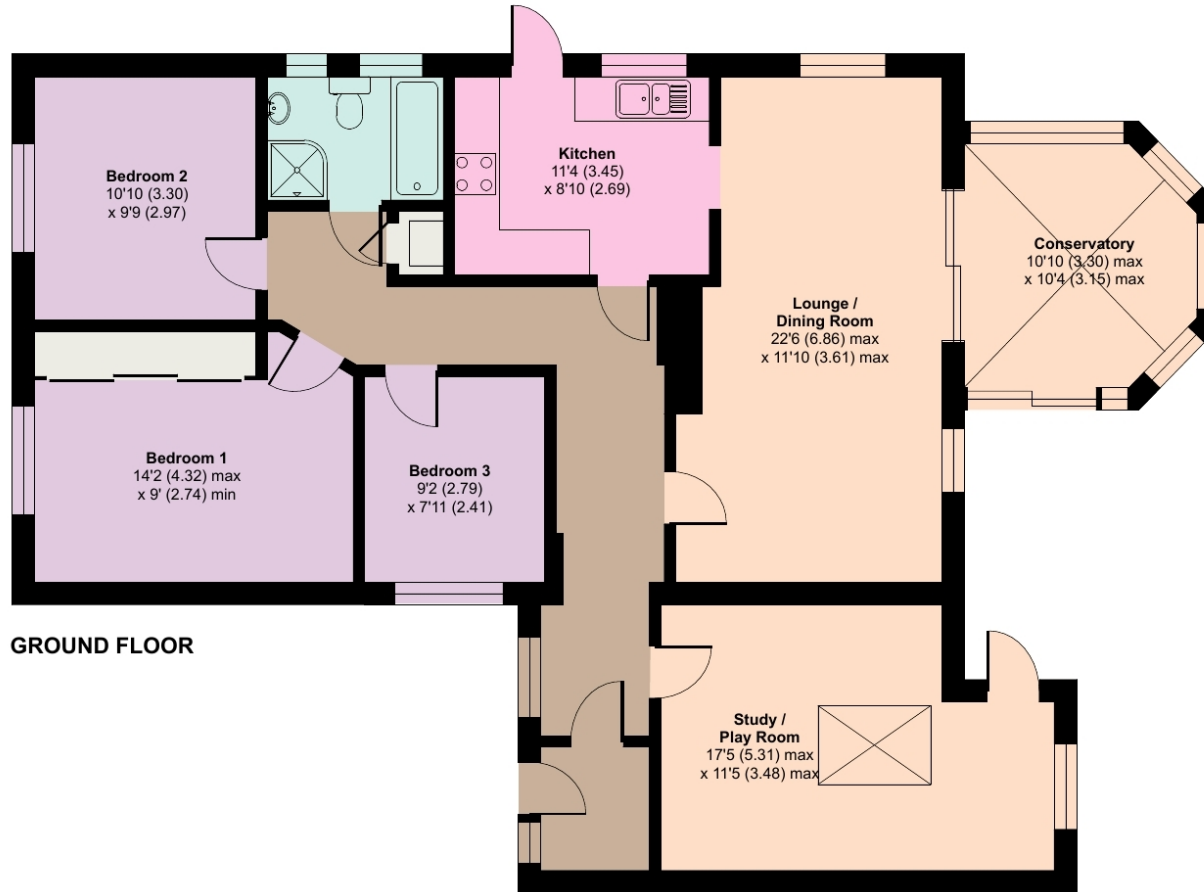 Kitchen
11'4 (3.45)
x 8'10 (2.69)
Bedroom 2
10'10 (3.30)
x 9'9 (2.97)
Conservatory
10'10 (3.30) max
x 10'4 (3.15) max
Lounge /
Dining Room
22'6 (6.86) max
x 11'10 (3.61) max
Bedroom 1
14'2 (4.32) max
x 9' (2.74) min
Bedroom 3
9'2 (2.79)
x 7'11 (2.41)
GROUND FLOOR
Study /
Play Room
17'5 (5.31) max
x 11'5 (3.48) max